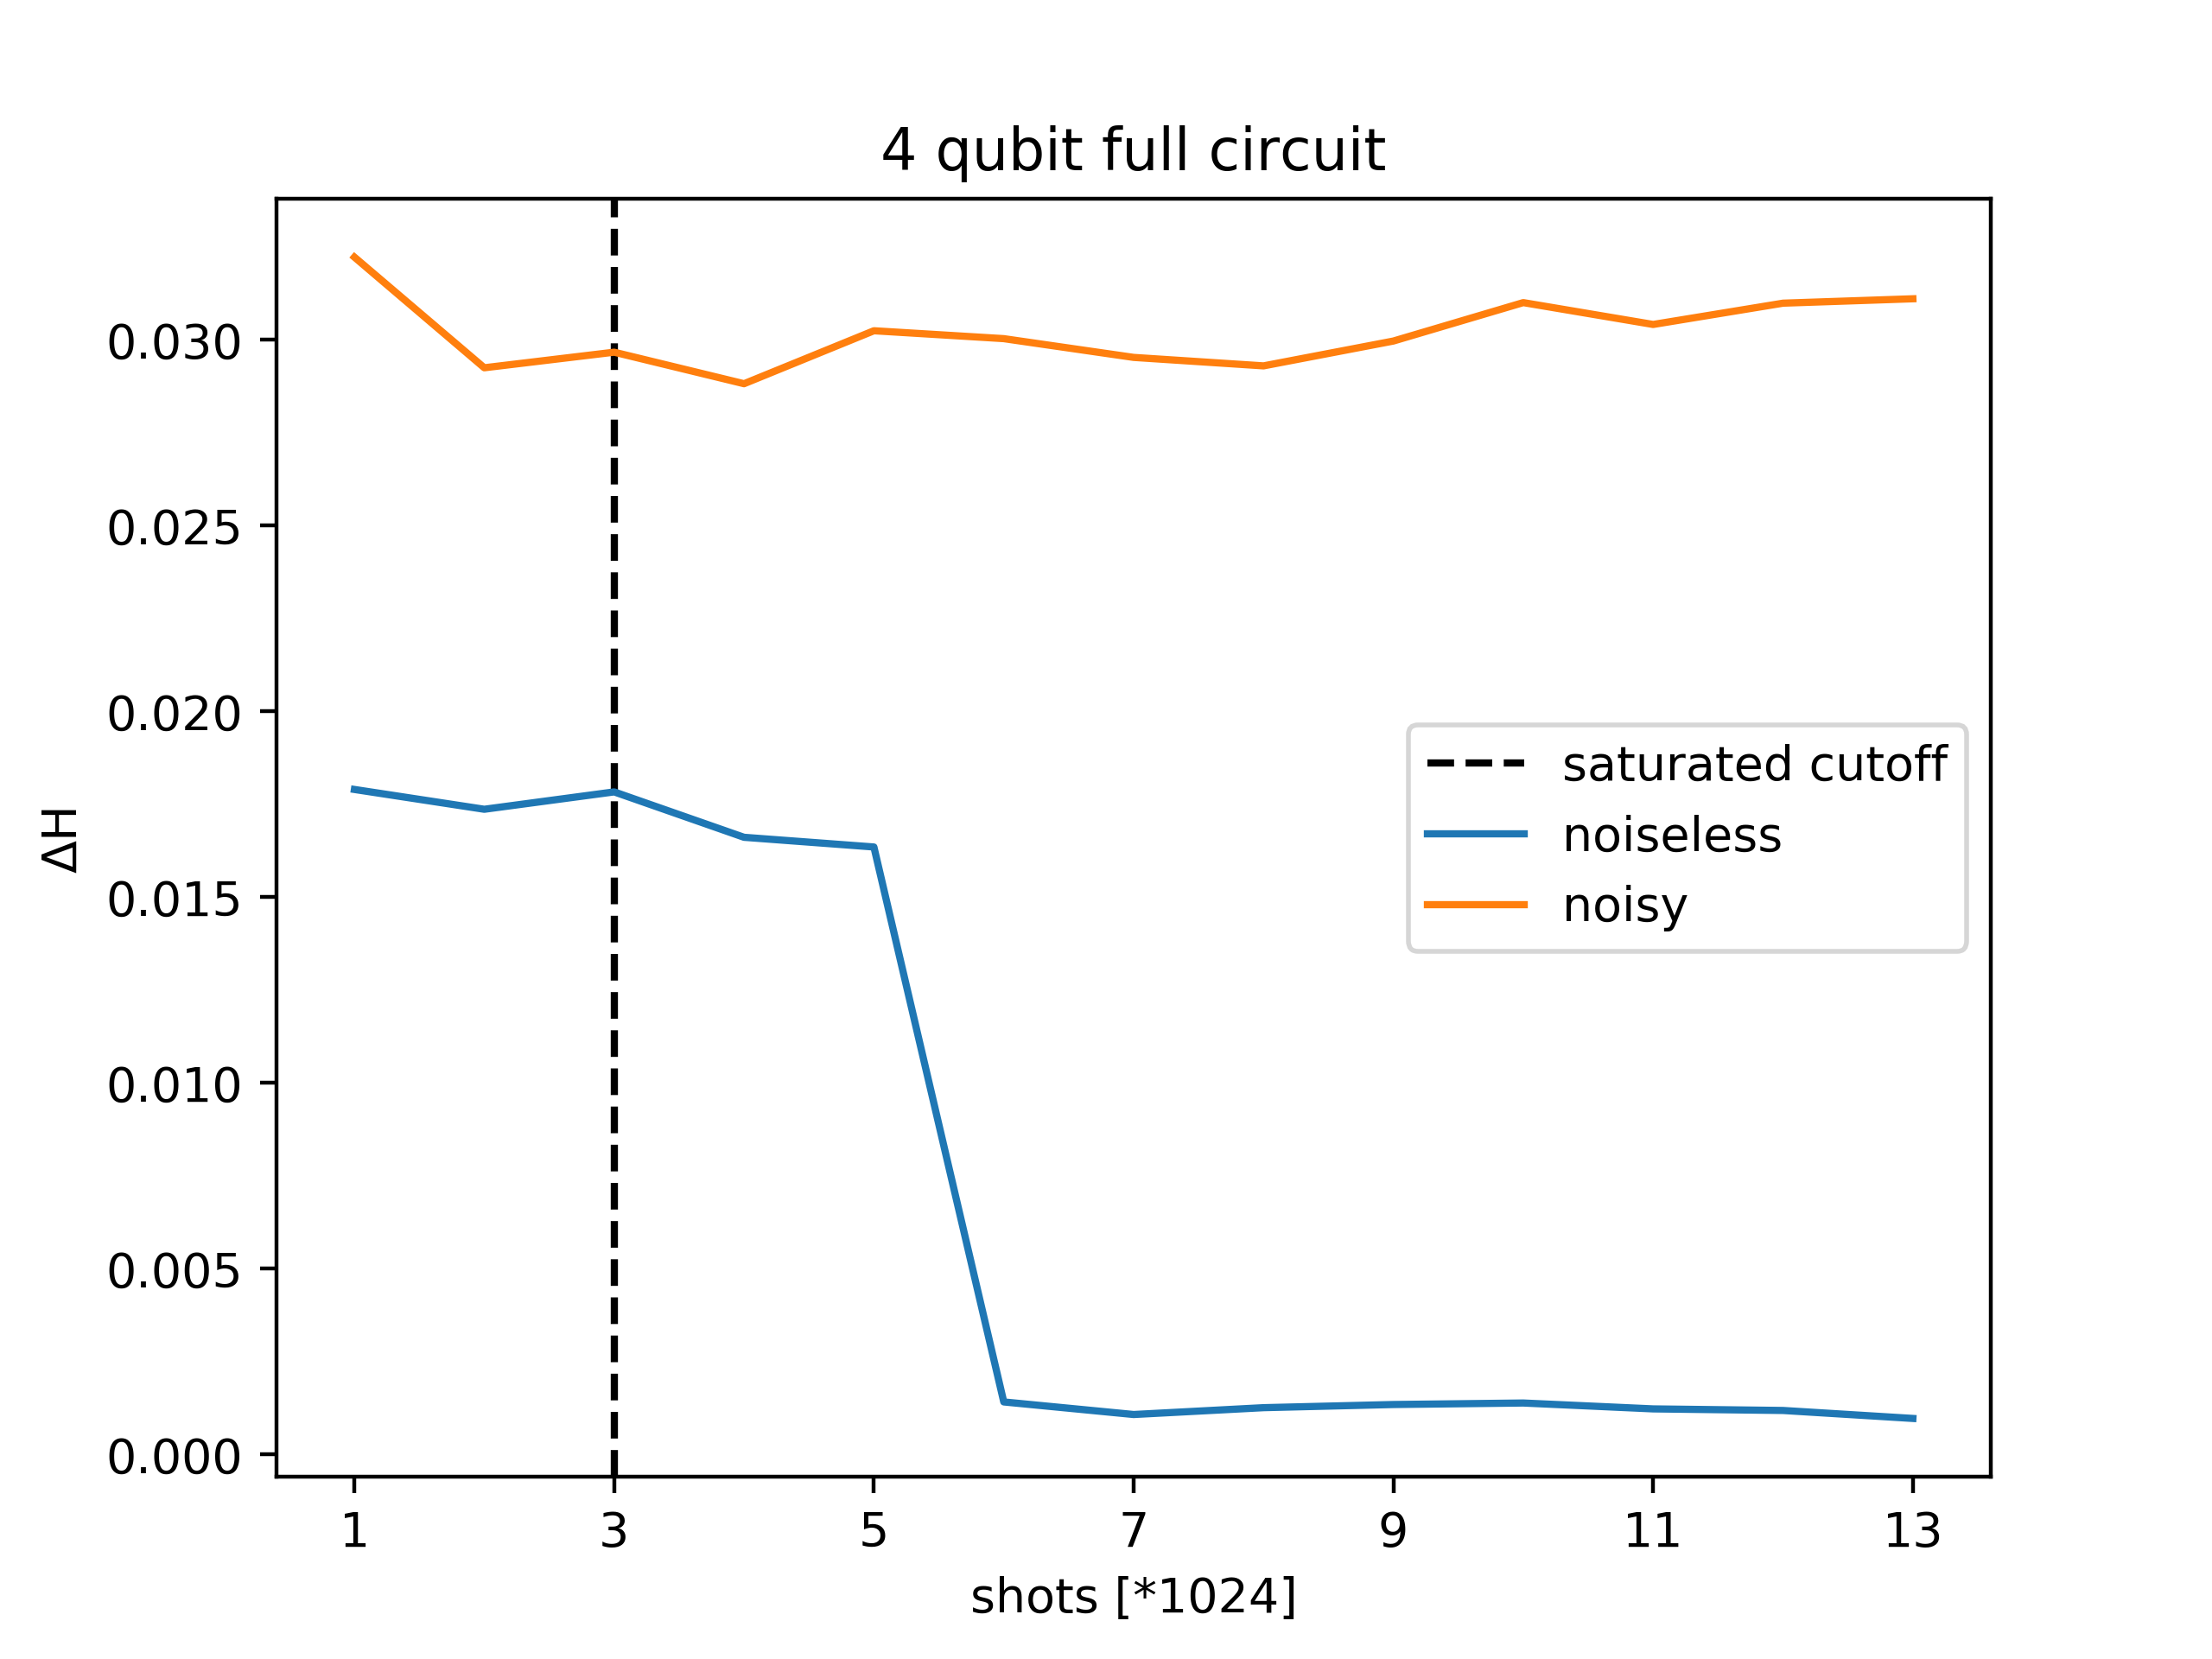 4 qubit full circuit
ΔH
0.030
0.025
0.020
0.015
0.010
0.005
0.000
saturated cutoff
noiseless
noisy
1 3 5 7 9 11 13
shots [*1024]